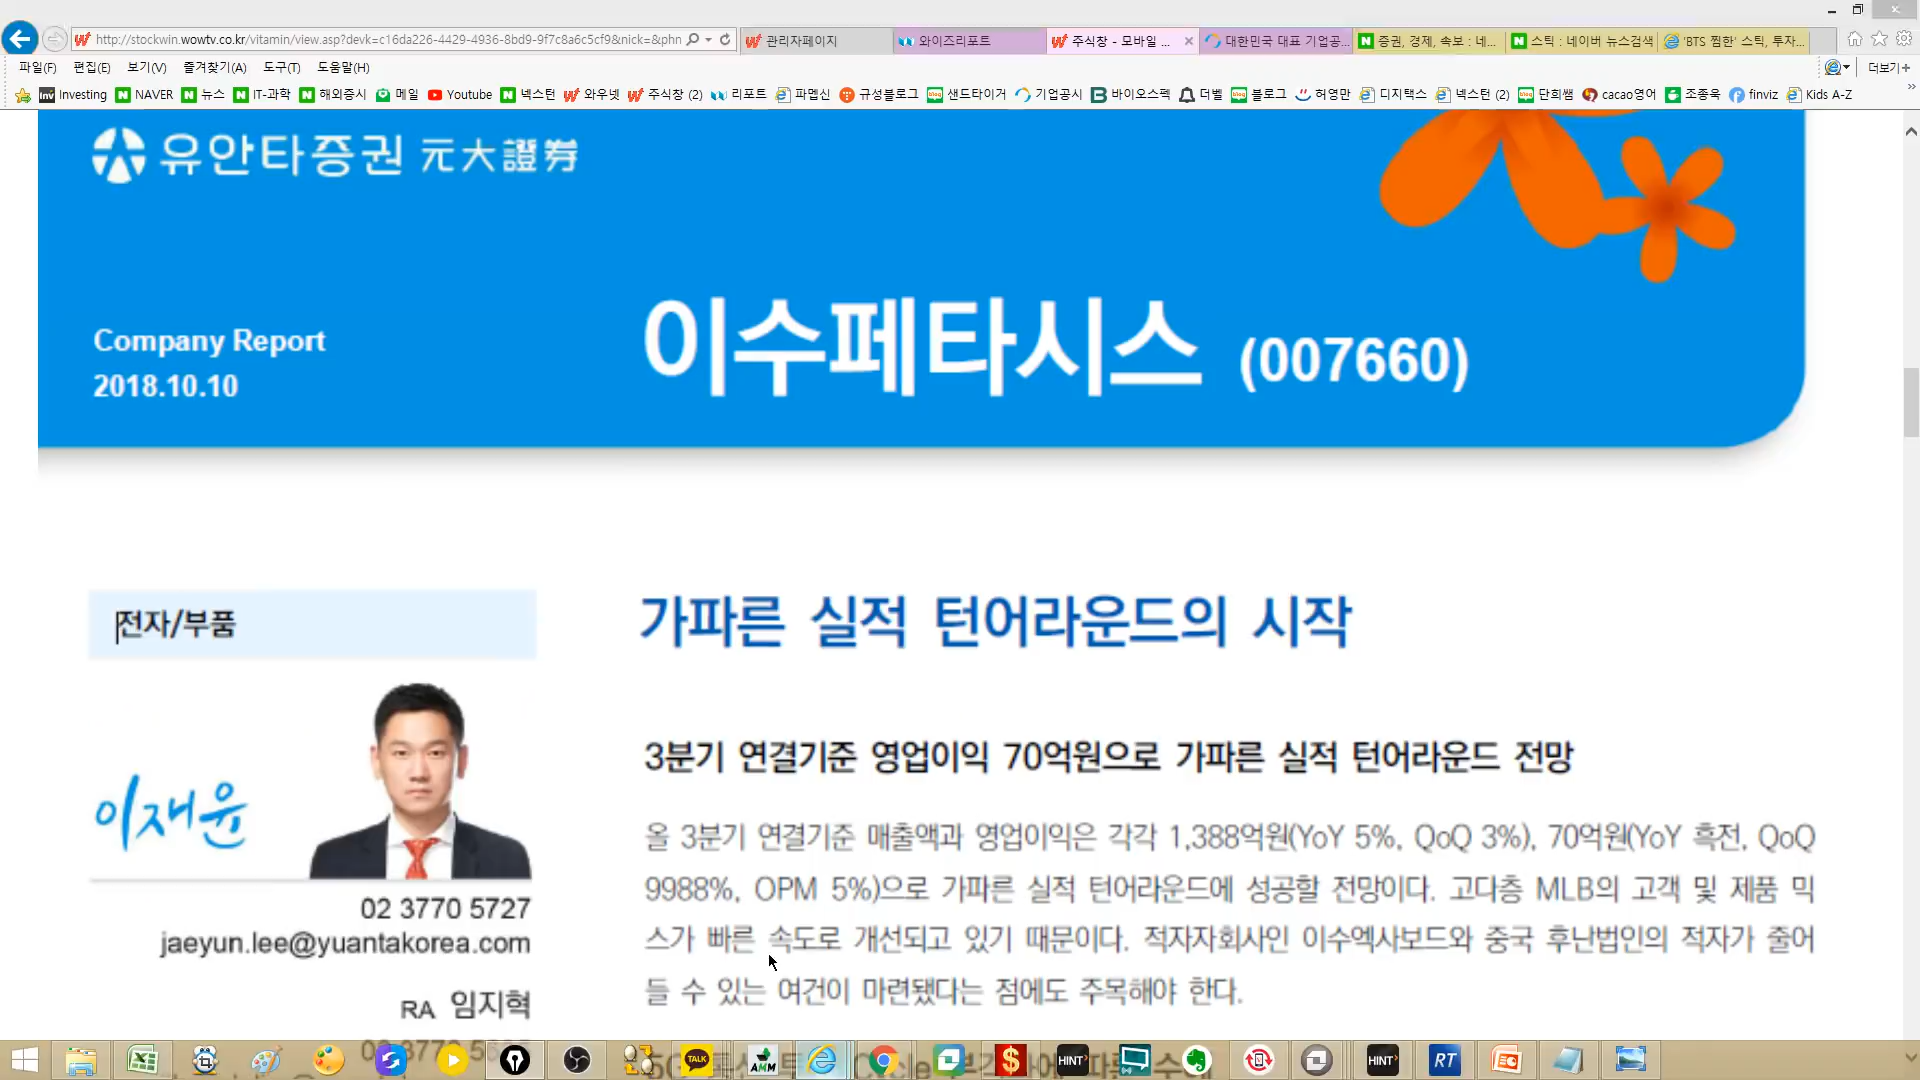 http://stockwin.wowtv.co.kr/vitamin/view.asp?devk=c16da226-4429-4936-8bd9-9f7c8a6c5cf9&nick=&phn
관리자페이지
와이즈리포트
주식창 - 모바일 ...
대한민국 대표 기업공...
증권, 경제, 속보 : 네...
스틱 : 네이버 뉴스검색
'BTS 찜한' 스틱, 투자...
파일(F) 편집(E) 보기(V) 즐겨찾기(A) 도구(T) 도움말(H)
더보기
Investing NAVER 뉴스 IT-과학 해외증시 메일 Youtube 넥스턴 와우넷 주식창 (2) 리포트 파멥신 규성블로그 샌드타이거 기업공시 바이오스펙 더벨 블로그 허영만 디지택스 넥스턴 (2) 단희쌤 cacao영어 조종옥 finviz Kids A-Z
유안타증권 元大證券
Company Report
2018.10.10
이수페타시스 (007660)
전자/부품
가파른 실적 턴어라운드의 시작
3분기 연결기준 영업이익 70억원으로 가파른 실적 턴어라운드 전망
이재윤
올 3분기 연결기준 매출액과 영업이익은 각각 1,388억원(YoY 5%, QoQ 3%), 70억원(YoY 흑전, QoQ
9988%, OPM 5%)으로 가파른 실적 턴어라운드에 성공할 전망이다. 고다층 MLB의 고객 및 제품 믹
스가 빠른 속도로 개선되고 있기 때문이다. 적자자회사인 이수엑사보드와 중국 후난법인의 적자가 줄어
들 수 있는 여건이 마련됐다는 점에도 주목해야 한다.
02 3770 5727
jaeyun.lee@yuantakorea.com
RA 임지혁
TALK
AMM
HINT
HINT
RT